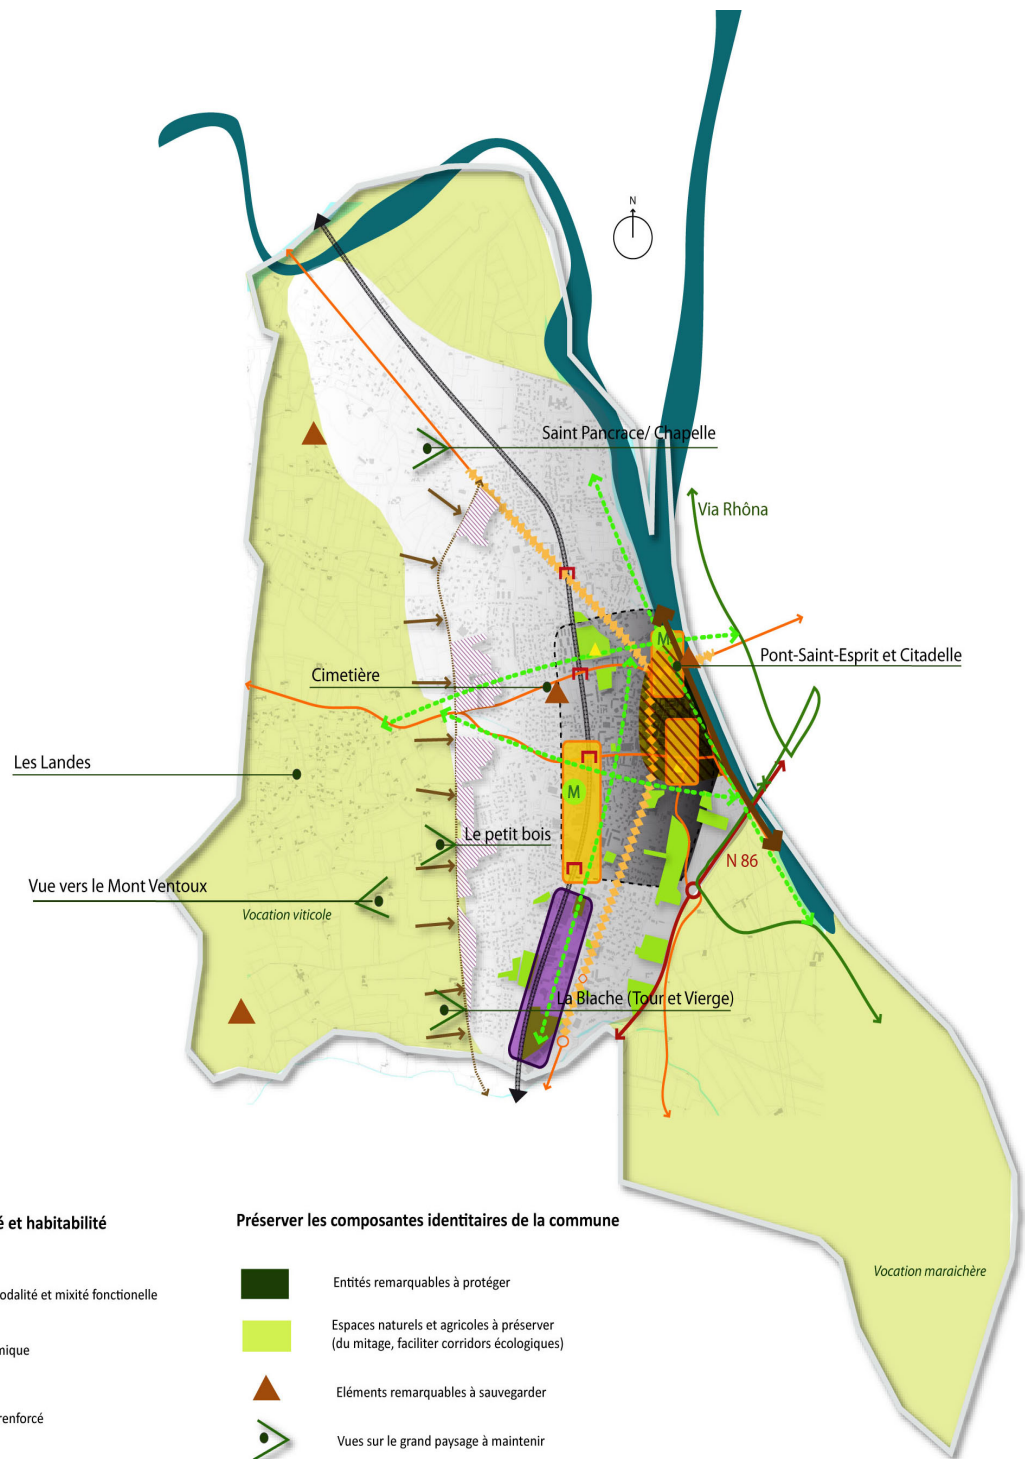 N
Saint Pancrace/ Chapelle
Via Rhôna
M
Pont-Saint-Esprit et Citadelle
Cimetière
Les Landes
M
Le petit bois
N 86
Vue vers le Mont Ventoux
Vocation viticole
La Blache (Tour et Vierge)
Vocation maraichère
é et habitabilité
Préserver les composantes identitaires de la commune
Entités remarquables à protéger
odalité et mixité fonctionelle
Espaces naturels et agricoles à préserver
(du mitage, faciliter corridors écologiques)
mique
Eléments remarquables à sauvegarder
renforcé
Vues sur le grand paysage à maintenir